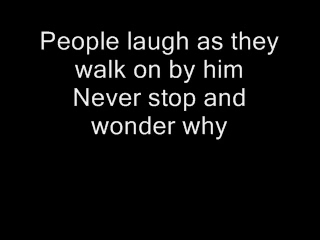 People laugh as they
walk on by him
Never stop and
wonder why